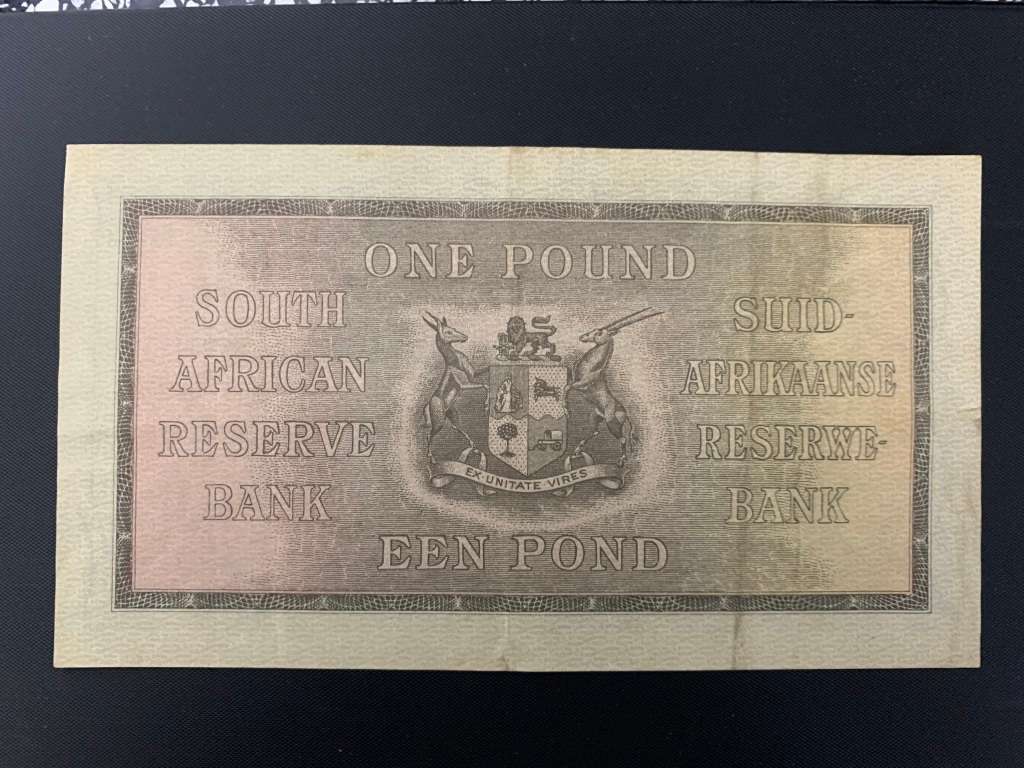 ONE POUND
SOUTH
AFRICAN
RESERVE
BANK
SUID-
AFRIKAANSE
RESERWE-
BANK
EX·UNITATE·VIRES
EEN POND